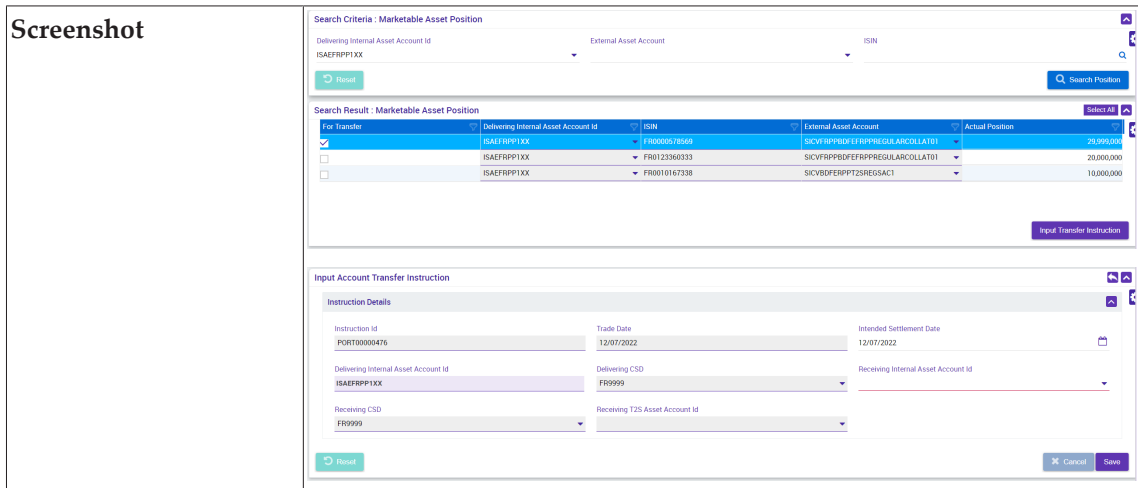 Screenshot
Search Criteria : Marketable Asset Position
Delivering Internal Asset Account Id External Asset Account ISIN
ISAEFRPP1XX
Reset Search Position
Search Result : Marketable Asset Position Select All
For Transfer Delivering Internal Asset Account Id ISIN External Asset Account Actual Position
ISAEFRPP1XX FR0000578569 SICVFRPPBDFEFRPPREGULARCOLLAT01 29,999,000
ISAEFRPP1XX FR0123360333 SICVFRPPBDFEFRPPREGULARCOLLAT01 20,000,000
ISAEFRPP1XX FR0010167338 SICVBDFERPPT2SREGSAC1 10,000,000
Input Transfer Instruction
Input Account Transfer Instruction
Instruction Details
Instruction Id Trade Date Intended Settlement Date
PORT00000476 12/07/2022 12/07/2022
Delivering Internal Asset Account Id Delivering CSD Receiving Internal Asset Account Id
ISAEFRPP1XX FR9999
Receiving CSD Receiving T2S Asset Account Id
FR9999
Reset Cancel Save